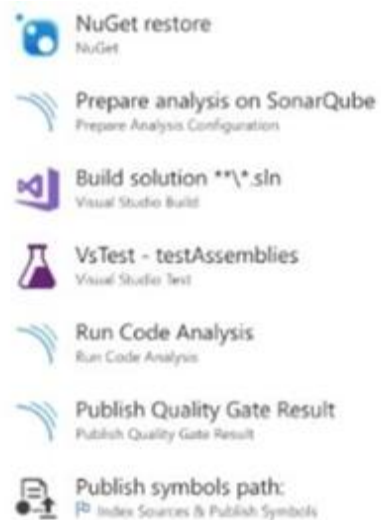 NuGet restore
NuGet
Prepare analysis on SonarQube
Prepare Analysis Configuration
Build solution **\*.sln
Visual Studio Build
VsTest - testAssemblies
Visual Studio Test
Run Code Analysis
Run Code Analysis
Publish Quality Gate Result
Publish Quality Gate Result
Publish symbols path:
Index Sources & Publish Symbols